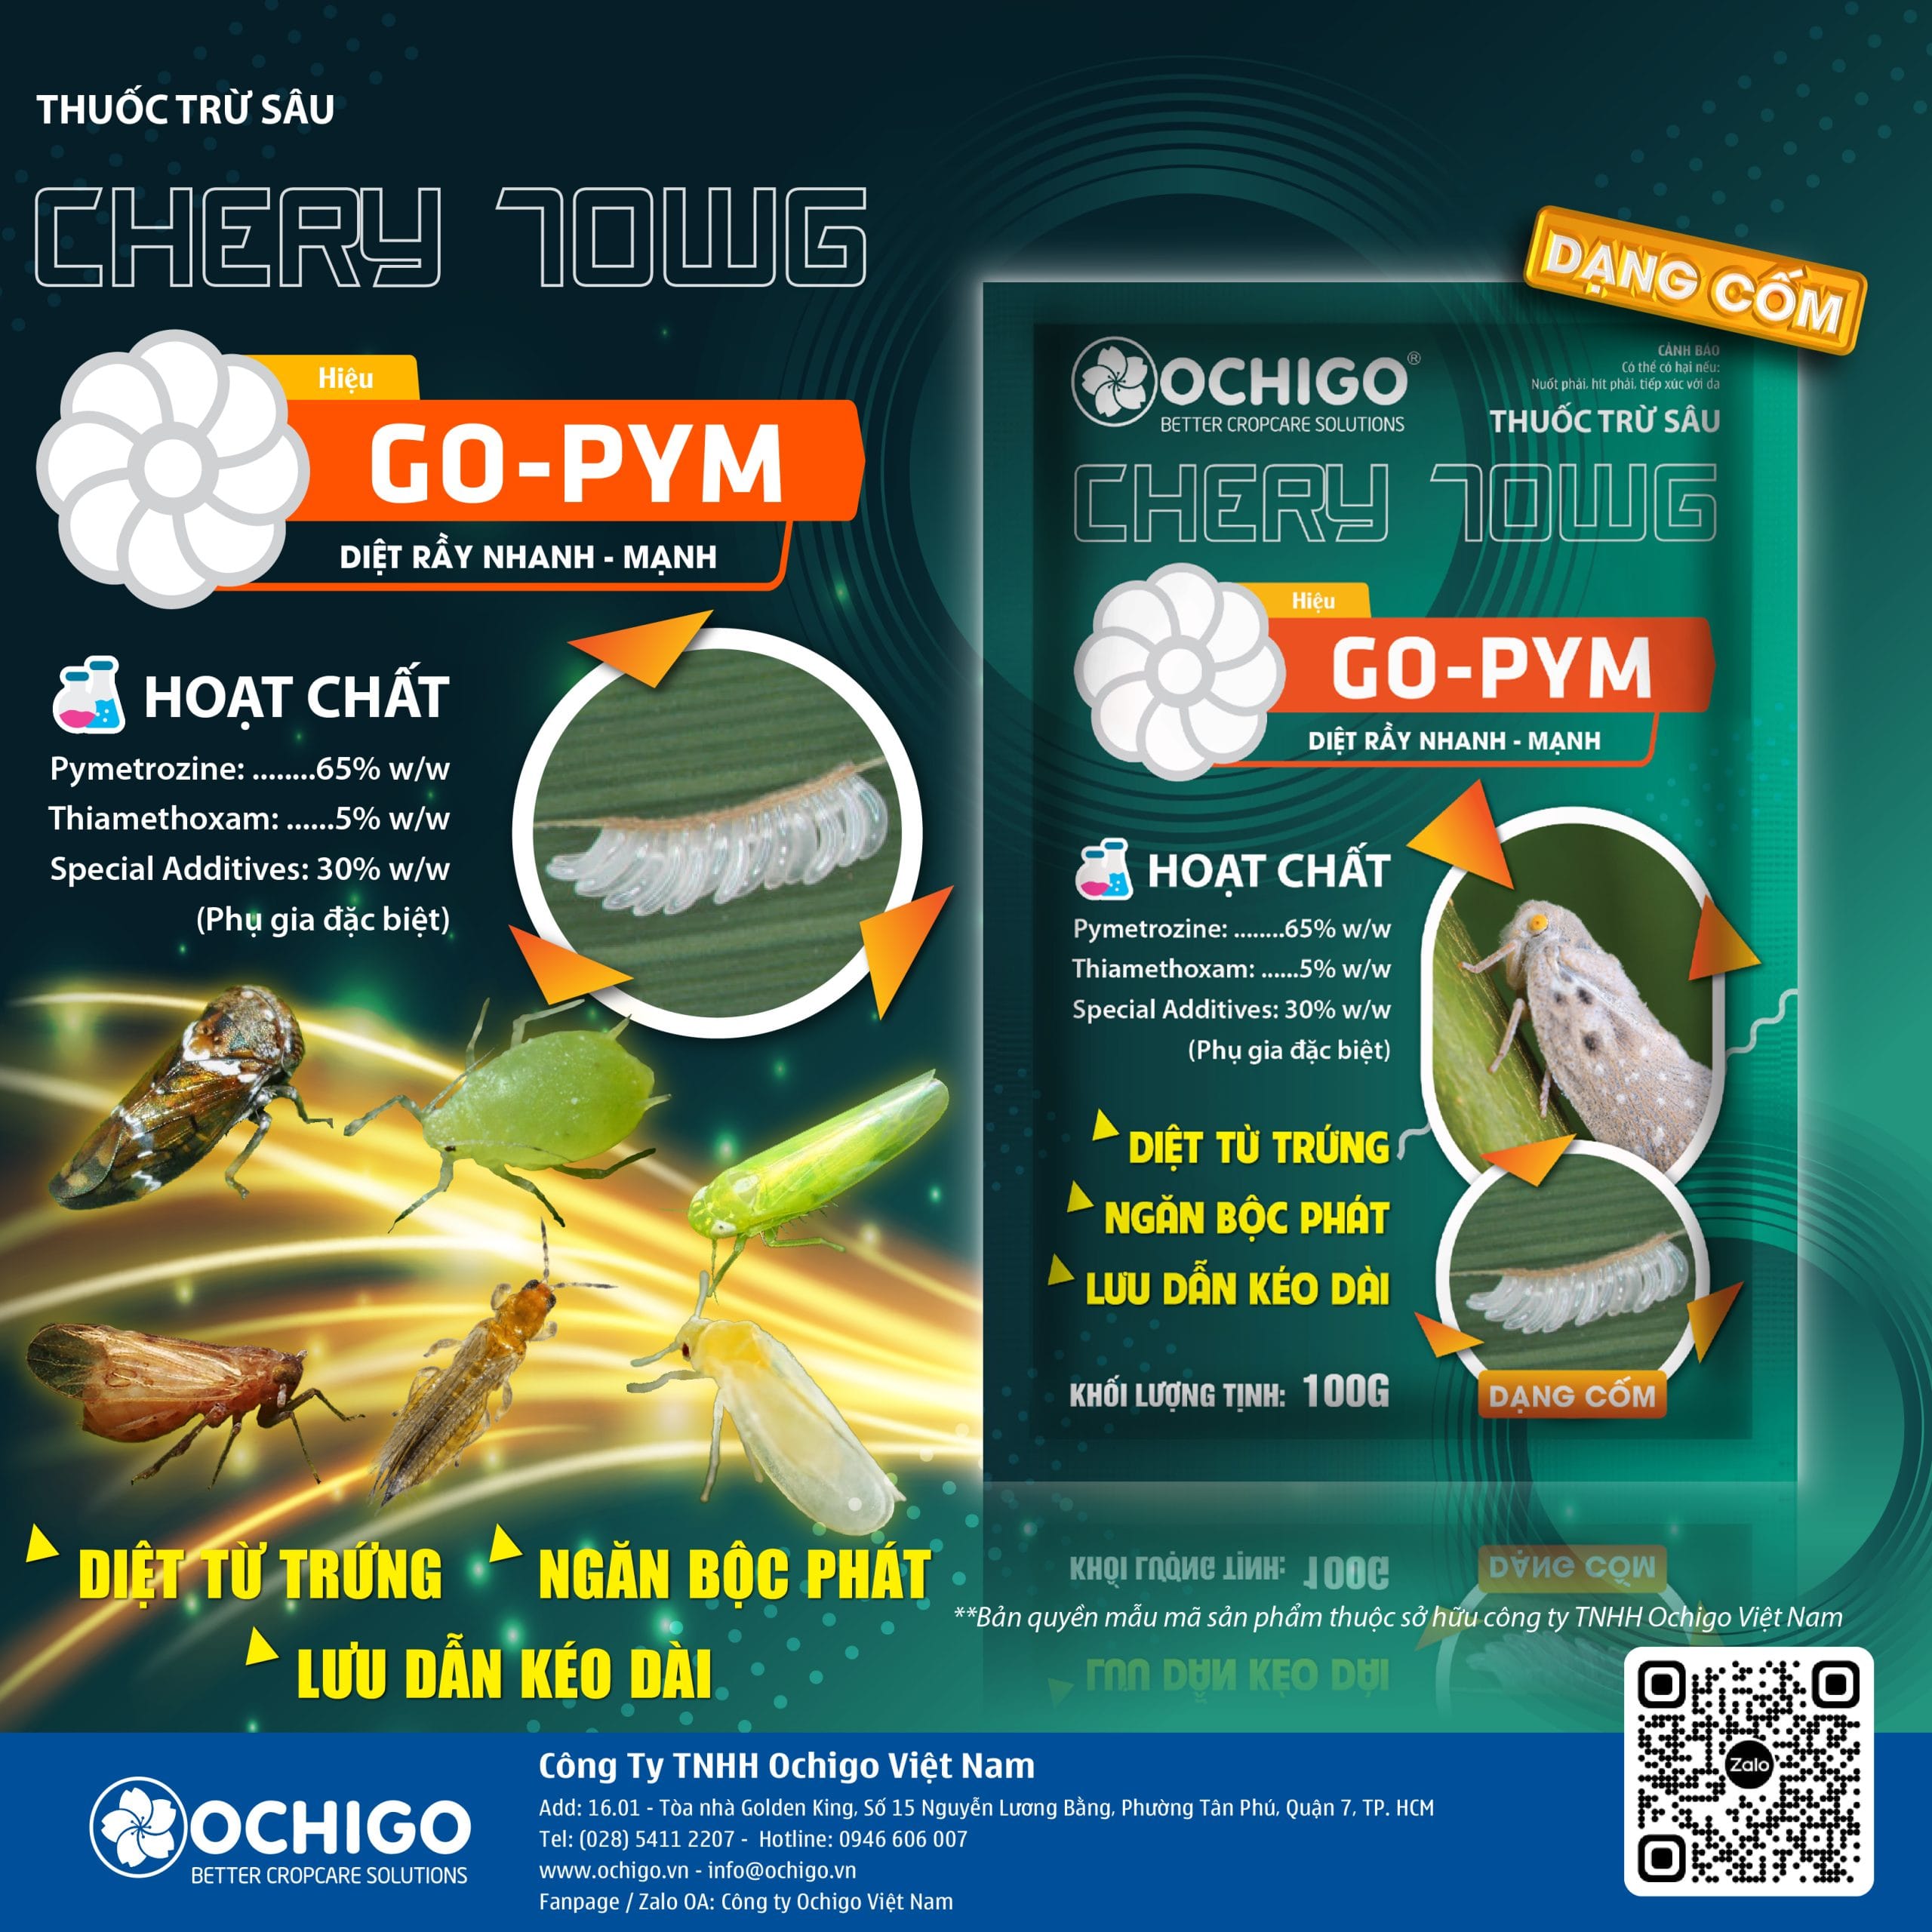 THUỐC TRỪ SÂU
CHERY 70WG
Hiệu
GO-PYM
DIỆT RẦY NHANH - MẠNH
HOẠT CHẤT
Pymetrozine: ........65% w/w
Thiamethoxam: ......5% w/w
Special Additives: 30% w/w
(Phụ gia đặc biệt)
DIỆT TỪ TRỨNG
NGĂN BỘC PHÁT
LƯU DẪN KÉO DÀI
DẠNG CỐM
OCHIGO®
BETTER CROPCARE SOLUTIONS
CẢNH BÁO
Có thể có hại nếu:
Nuốt phải, hít phải, tiếp xúc với da
THUỐC TRỪ SÂU
CHERY 70WG
Hiệu
GO-PYM
DIỆT RẦY NHANH - MẠNH
HOẠT CHẤT
Pymetrozine: ........65% w/w
Thiamethoxam: ......5% w/w
Special Additives: 30% w/w
(Phụ gia đặc biệt)
DIỆT TỪ TRỨNG
NGĂN BỘC PHÁT
LƯU DẪN KÉO DÀI
KHỐI LƯỢNG TỊNH: 100G
DẠNG CỐM
**Bản quyền mẫu mã sản phẩm thuộc sở hữu công ty TNHH Ochigo Việt Nam
OCHIGO
BETTER CROPCARE SOLUTIONS
Công Ty TNHH Ochigo Việt Nam
Add: 16.01 - Tòa nhà Golden King, Số 15 Nguyễn Lương Bằng, Phường Tân Phú, Quận 7, TP. HCM
Tel: (028) 5411 2207 - Hotline: 0946 606 007
www.ochigo.vn - info@ochigo.vn
Fanpage / Zalo OA: Công ty Ochigo Việt Nam
Zalo